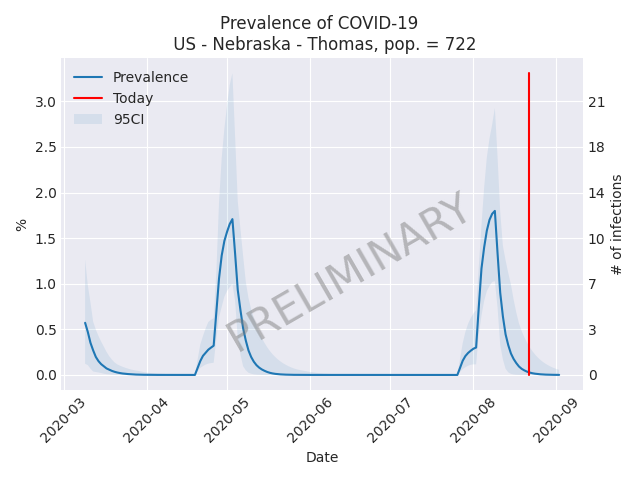 Prevalence of COVID-19
US - Nebraska - Thomas, pop. = 722
Prevalence
Today
95CI
3.0
2.5
2.0
1.5
1.0
0.5
0.0
%
21
18
14
10
7
3
0
# of infections
PRELIMINARY
2020-03
2020-04
2020-05
2020-06
2020-07
2020-08
2020-09
Date